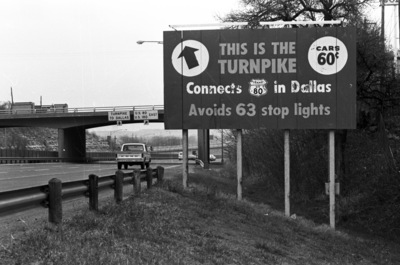 THIS IS THE
TURNPIKE
CARS
60¢
Connects 80 in Dallas
Avoids 63 stop lights